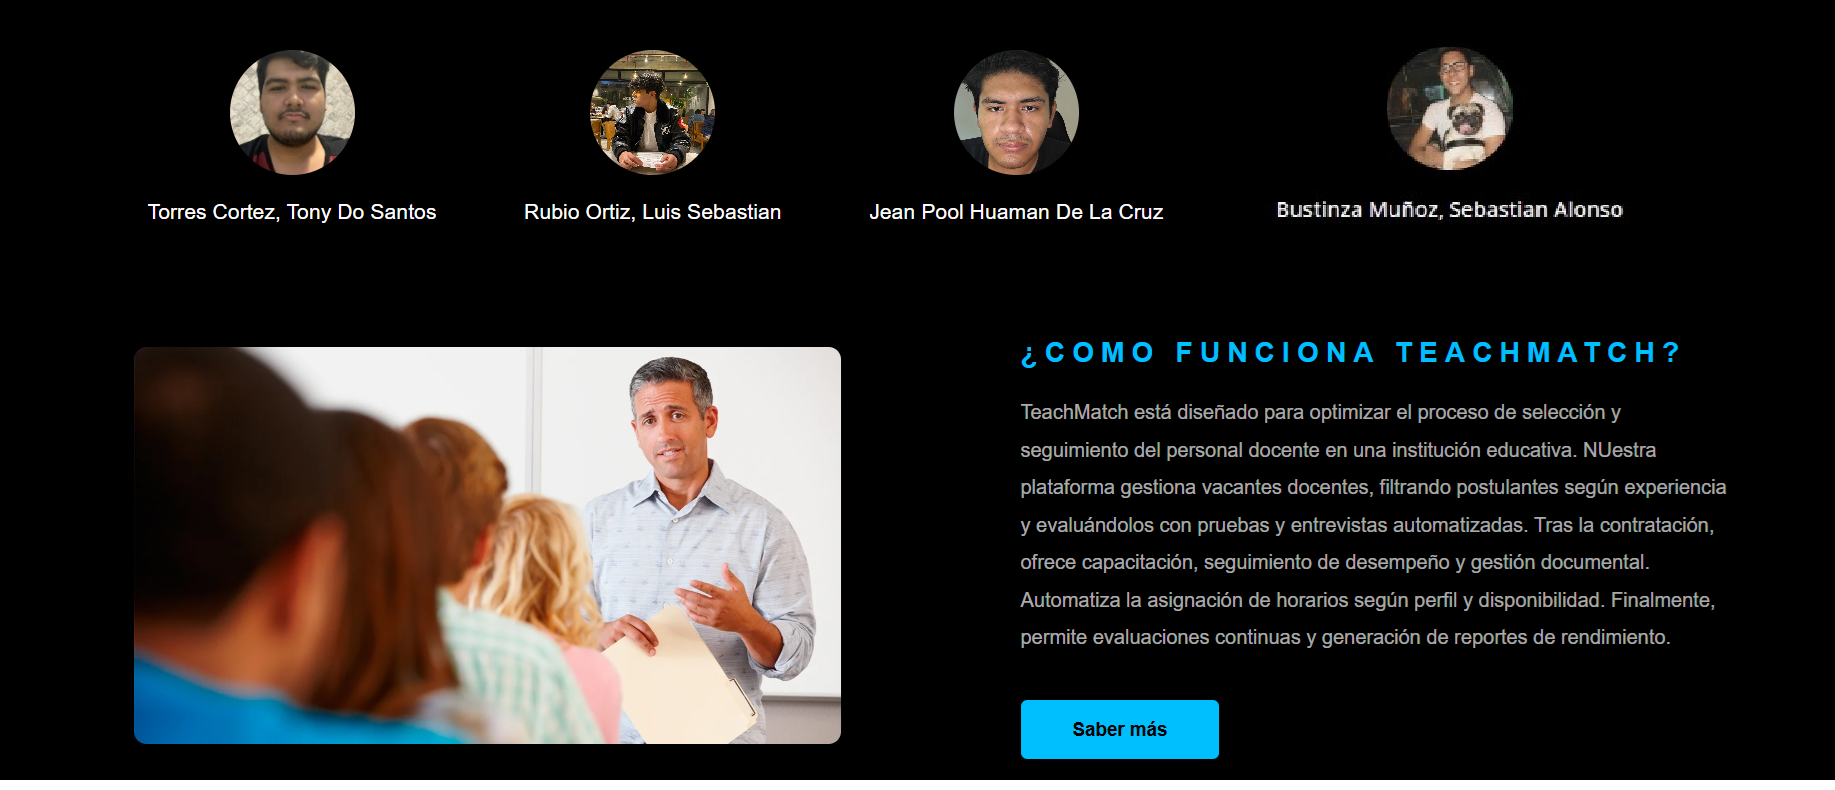 Torres Cortez, Tony Do Santos
Rubio Ortiz, Luis Sebastian
Jean Pool Huaman De La Cruz
Bustinza Muñoz, Sebastian Alonso
¿COMO FUNCIONA TEACHMATCH?
TeachMatch está diseñado para optimizar el proceso de selección y
seguimiento del personal docente en una institución educativa. NUestra
plataforma gestiona vacantes docentes, filtrando postulantes según experiencia
y evaluándolos con pruebas y entrevistas automatizadas. Tras la contratación,
ofrece capacitación, seguimiento de desempeño y gestión documental.
Automatiza la asignación de horarios según perfil y disponibilidad. Finalmente,
permite evaluaciones continuas y generación de reportes de rendimiento.
Saber más